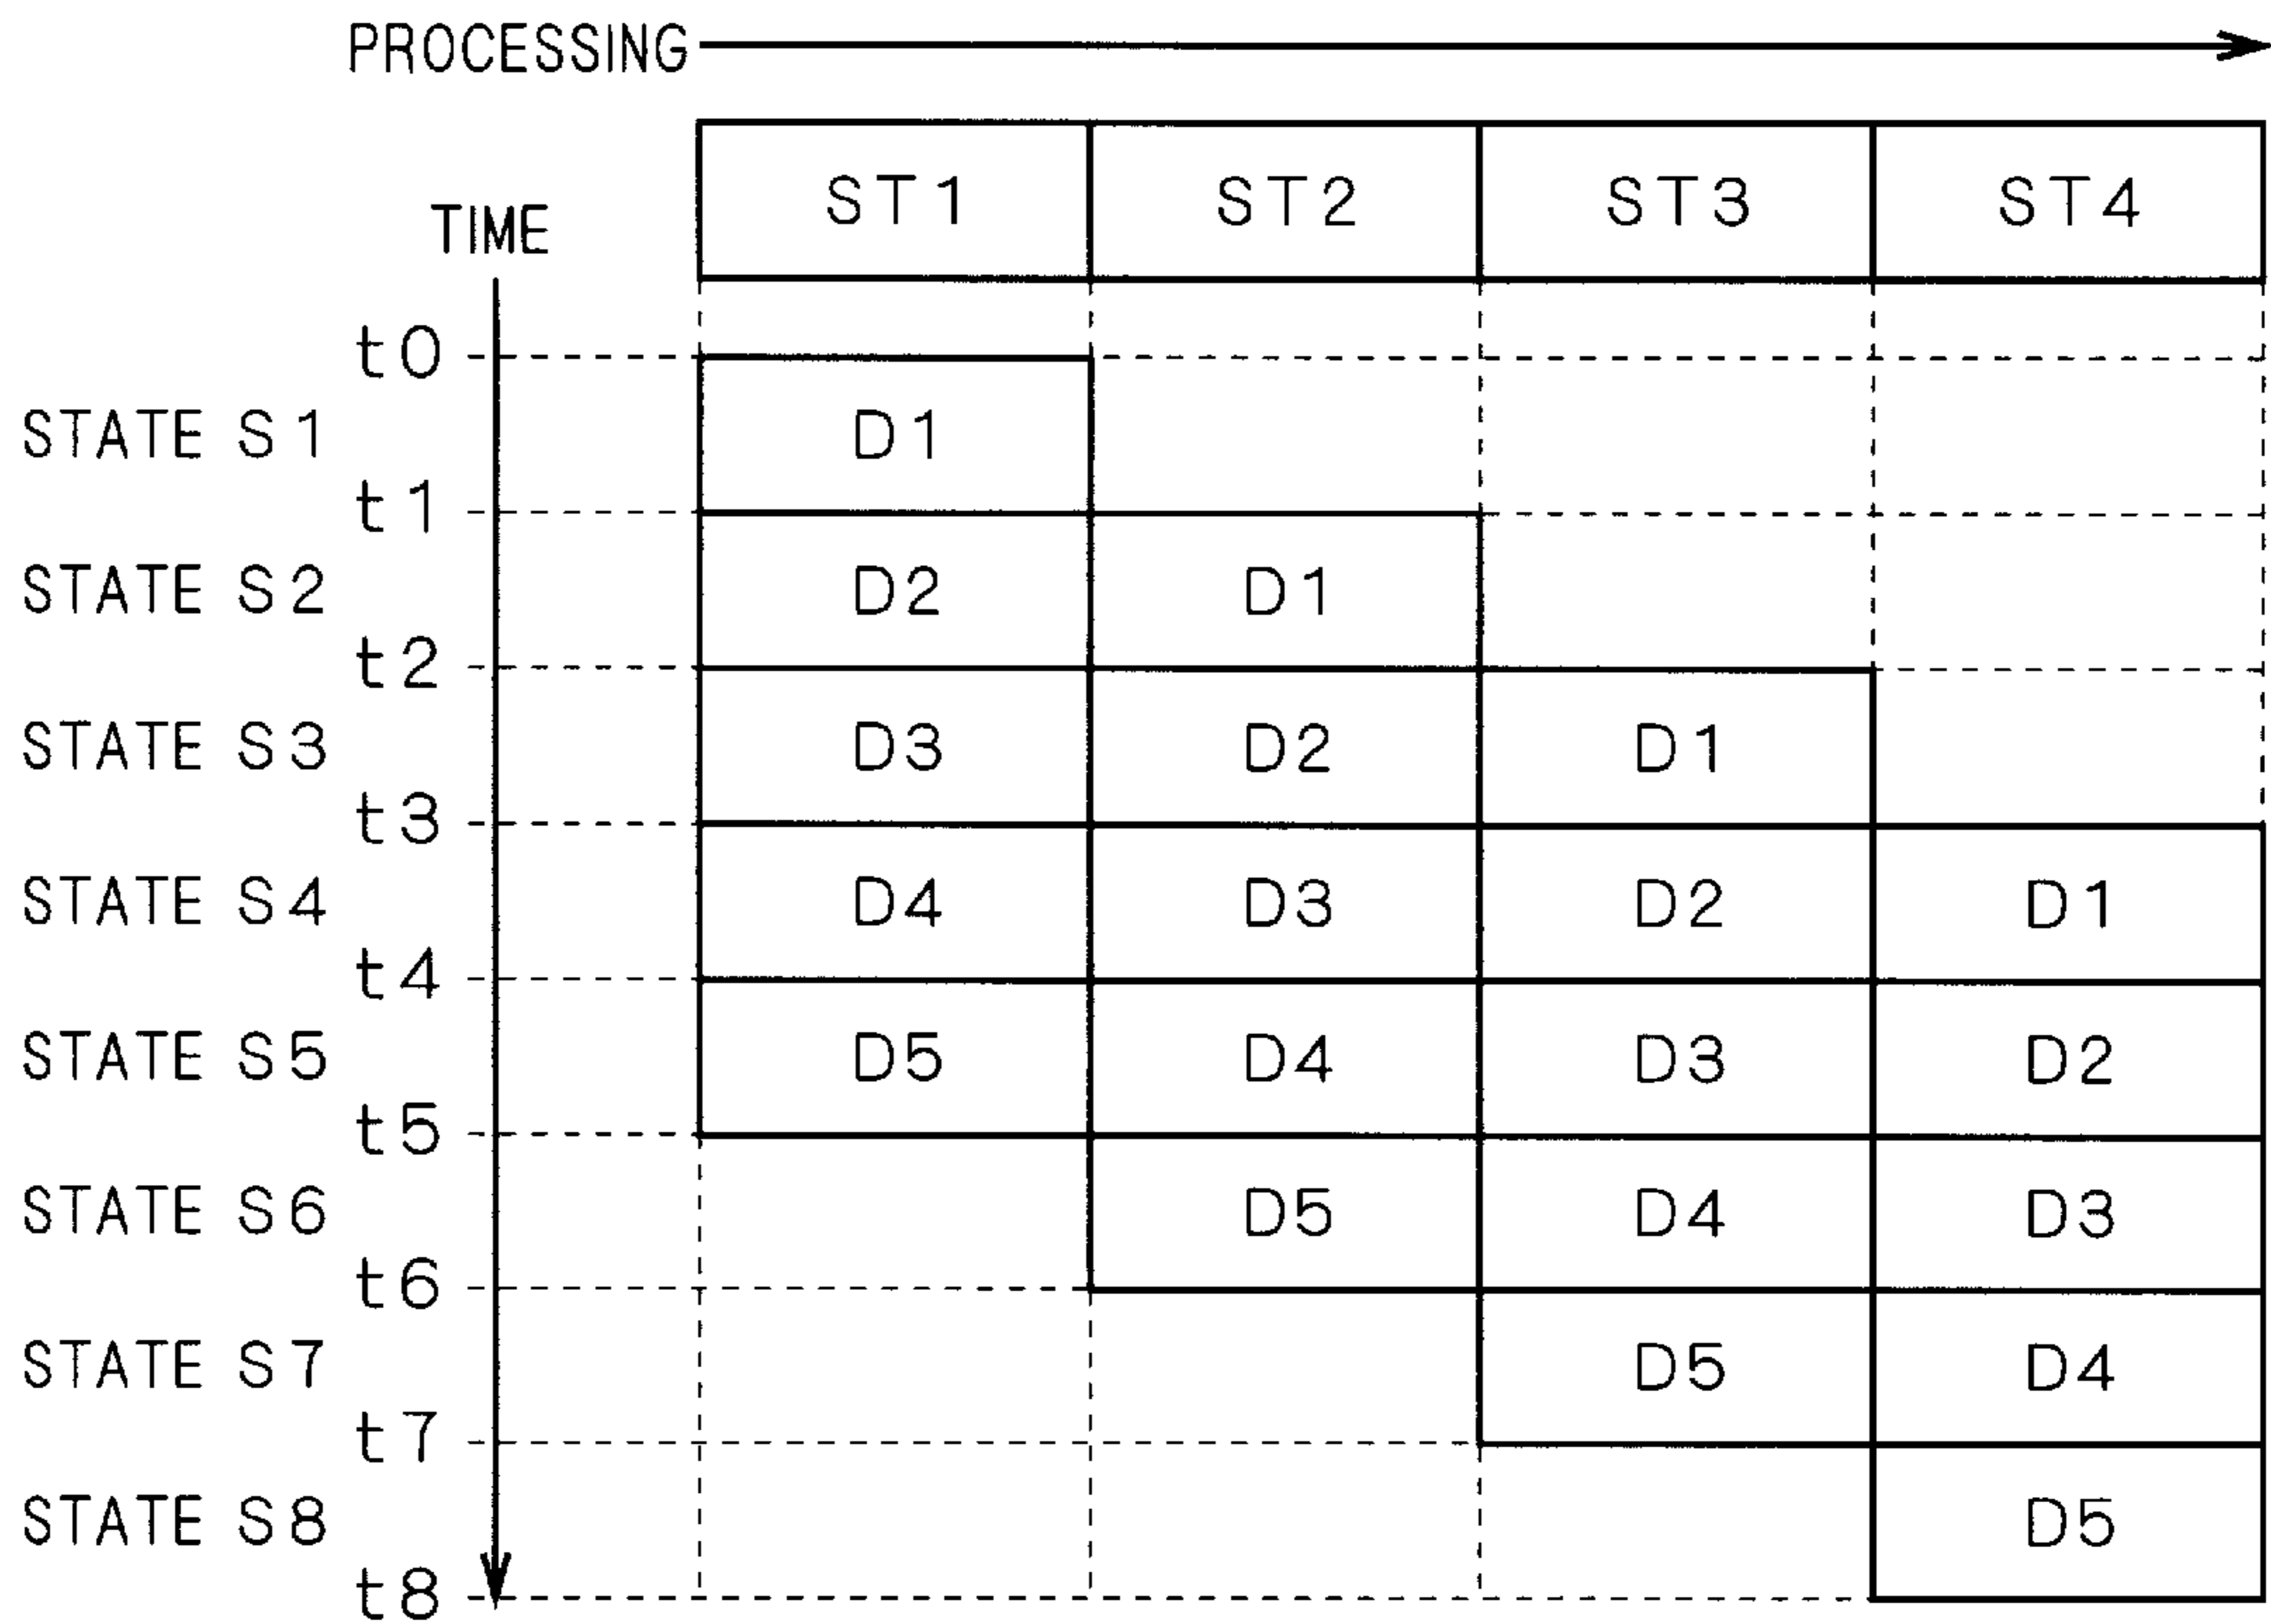 PROCESSING
ST1 ST2 ST3 ST4
TIME
t0
STATE S1 D1
t1
STATE S2 D2 D1
t2
STATE S3 D3 D2 D1
t3
STATE S4 D4 D3 D2 D1
t4
STATE S5 D5 D4 D3 D2
t5
STATE S6 D5 D4 D3
t6
STATE S7 D5 D4
t7
STATE S8 D5
t8